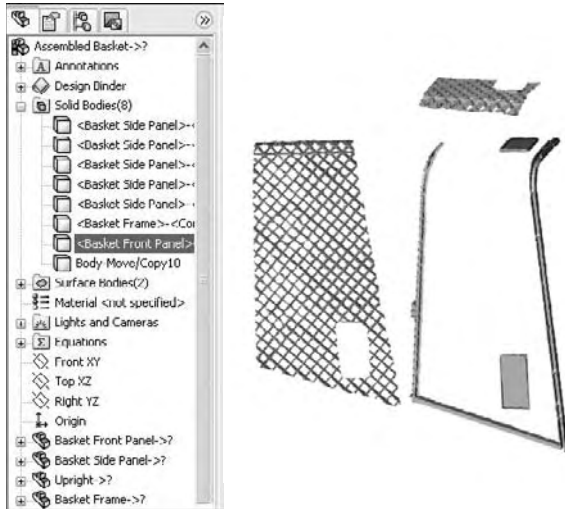 Assembled Basket->?
Annotations
Design Binder
Solid Bodies(8)
<Basket Side Panel>-<
<Basket Side Panel>-<
<Basket Side Panel>-<
<Basket Side Panel>-<
<Basket Side Panel>-<
<Basket Frame>-<Cor
<Basket Front Panel>-
Body-Move/Copy10
Surface Bodies(2)
Material <not specified>
Lights and Cameras
Equations
Front XY
Top XZ
Right YZ
Origin
Basket Front Panel->?
Basket Side Panel->?
Upright->?
Basket Frame->?